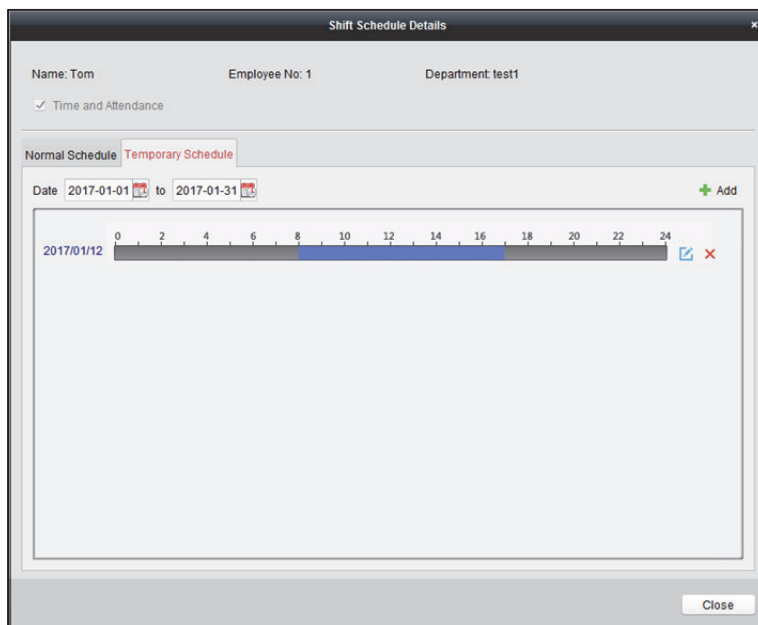 Shift Schedule Details ×
Name: Tom Employee No: 1 Department: test1
Time and Attendance
Normal Schedule Temporary Schedule
Date 2017-01-01 to 2017-01-31 Add
0 2 4 6 8 10 12 14 16 18 20 22 24
2017/01/12
Close